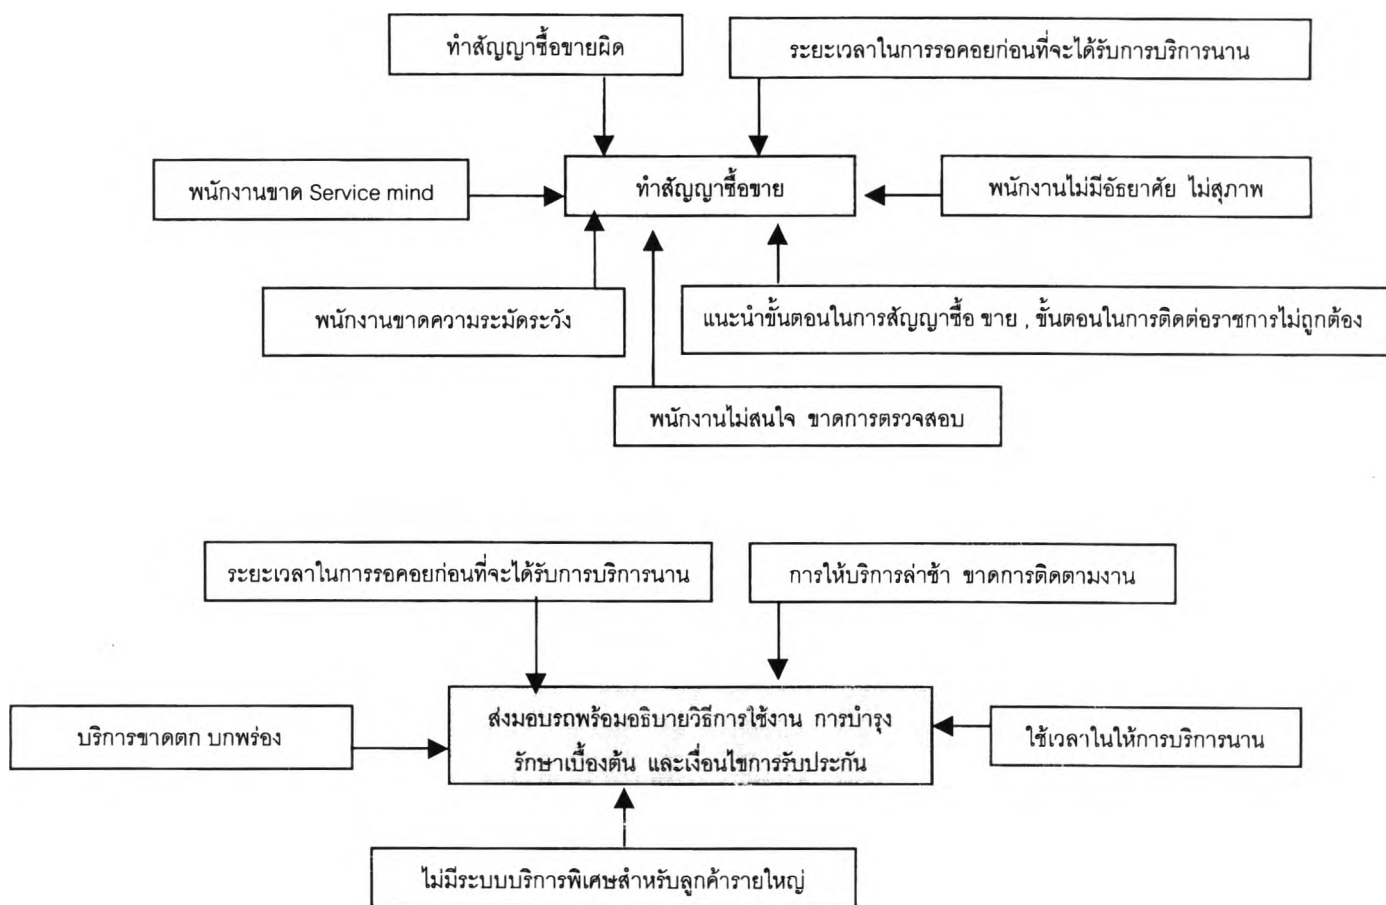 ทำสัญญาซื้อขายผิด
ระยะเวลาในการรอคอยก่อนที่จะได้รับการบริการนาน
พนักงานขาด Service mind
ทำสัญญาซื้อขาย
พนักงานไม่มีอัธยาศัย ไม่สุภาพ
พนักงานขาดความระมัดระวัง
แนะนำขั้นตอนในการสัญญาซื้อ ขาย , ขั้นตอนในการติดต่อราชการไม่ถูกต้อง
พนักงานไม่สนใจ ขาดการตรวจสอบ
ระยะเวลาในการรอคอยก่อนที่จะได้รับการบริการนาน
การให้บริการล่าช้า ขาดการติดตามงาน
บริการขาดตก บกพร่อง
ส่งมอบรถพร้อมอธิบายวิธีการใช้งาน การบำรุง
รักษาเบื้องต้น และเงื่อนไขการรับประกัน
ใช้เวลาในให้การบริการนาน
ไม่มีระบบบริการพิเศษสำหรับลูกค้ารายใหญ่